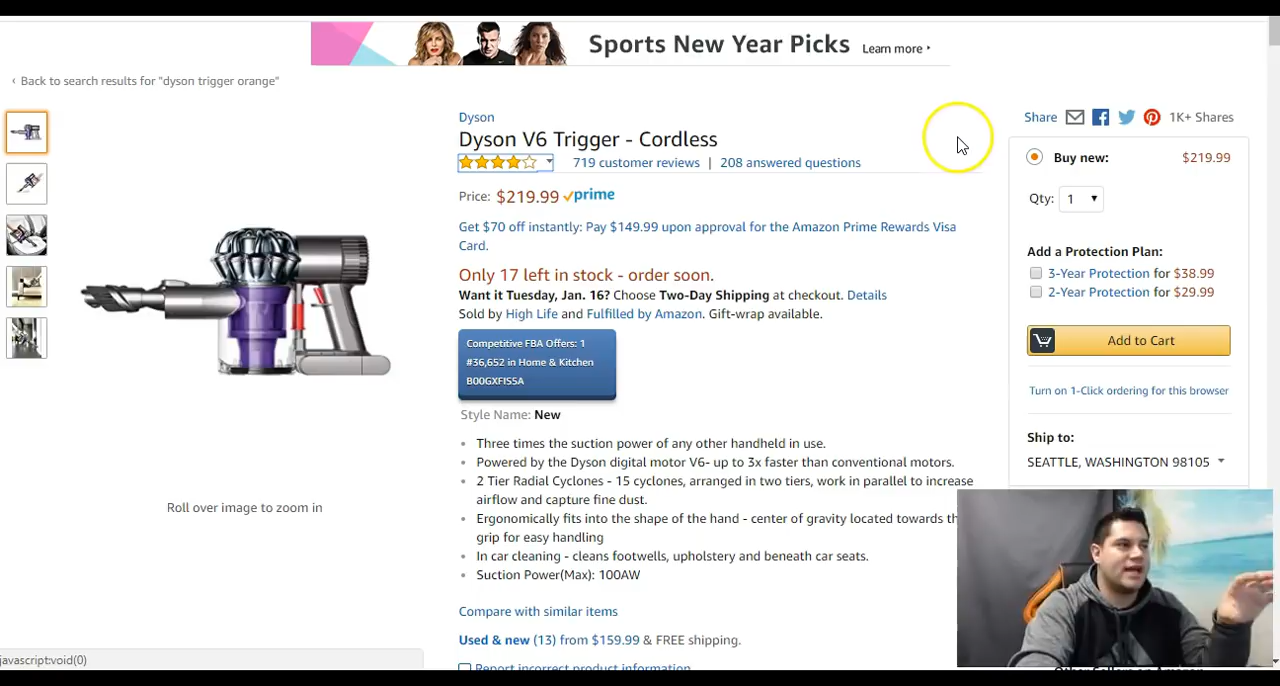 Sports New Year Picks Learn more ▸
‹ Back to search results for "dyson trigger orange"
Dyson
Dyson V6 Trigger - Cordless
719 customer reviews | 208 answered questions
Price: $219.99 prime
Get $70 off instantly: Pay $149.99 upon approval for the Amazon Prime Rewards Visa
Card.
Only 17 left in stock - order soon.
Want it Tuesday, Jan. 16? Choose Two-Day Shipping at checkout. Details
Sold by High Life and Fulfilled by Amazon. Gift-wrap available.
Competitive FBA Offers: 1
#36,652 in Home & Kitchen
B00GXFIS5A
Style Name: New
• Three times the suction power of any other handheld in use.
• Powered by the Dyson digital motor V6- up to 3x faster than conventional motors.
• 2 Tier Radial Cyclones - 15 cyclones, arranged in two tiers, work in parallel to increase
airflow and capture fine dust.
• Ergonomically fits into the shape of the hand - center of gravity located towards
grip for easy handling
• In car cleaning - cleans footwells, upholstery and beneath car seats.
• Suction Power(Max): 100AW
Compare with similar items
Used & new (13) from $159.99 & FREE shipping.
Report incorrect product information
Roll over image to zoom in
Share 1K+ Shares
Buy new: $219.99
Qty: 1
Add a Protection Plan:
3-Year Protection for $38.99
2-Year Protection for $29.99
Add to Cart
Turn on 1-Click ordering for this browser
Ship to:
SEATTLE, WASHINGTON 98105
javascript:void(0)